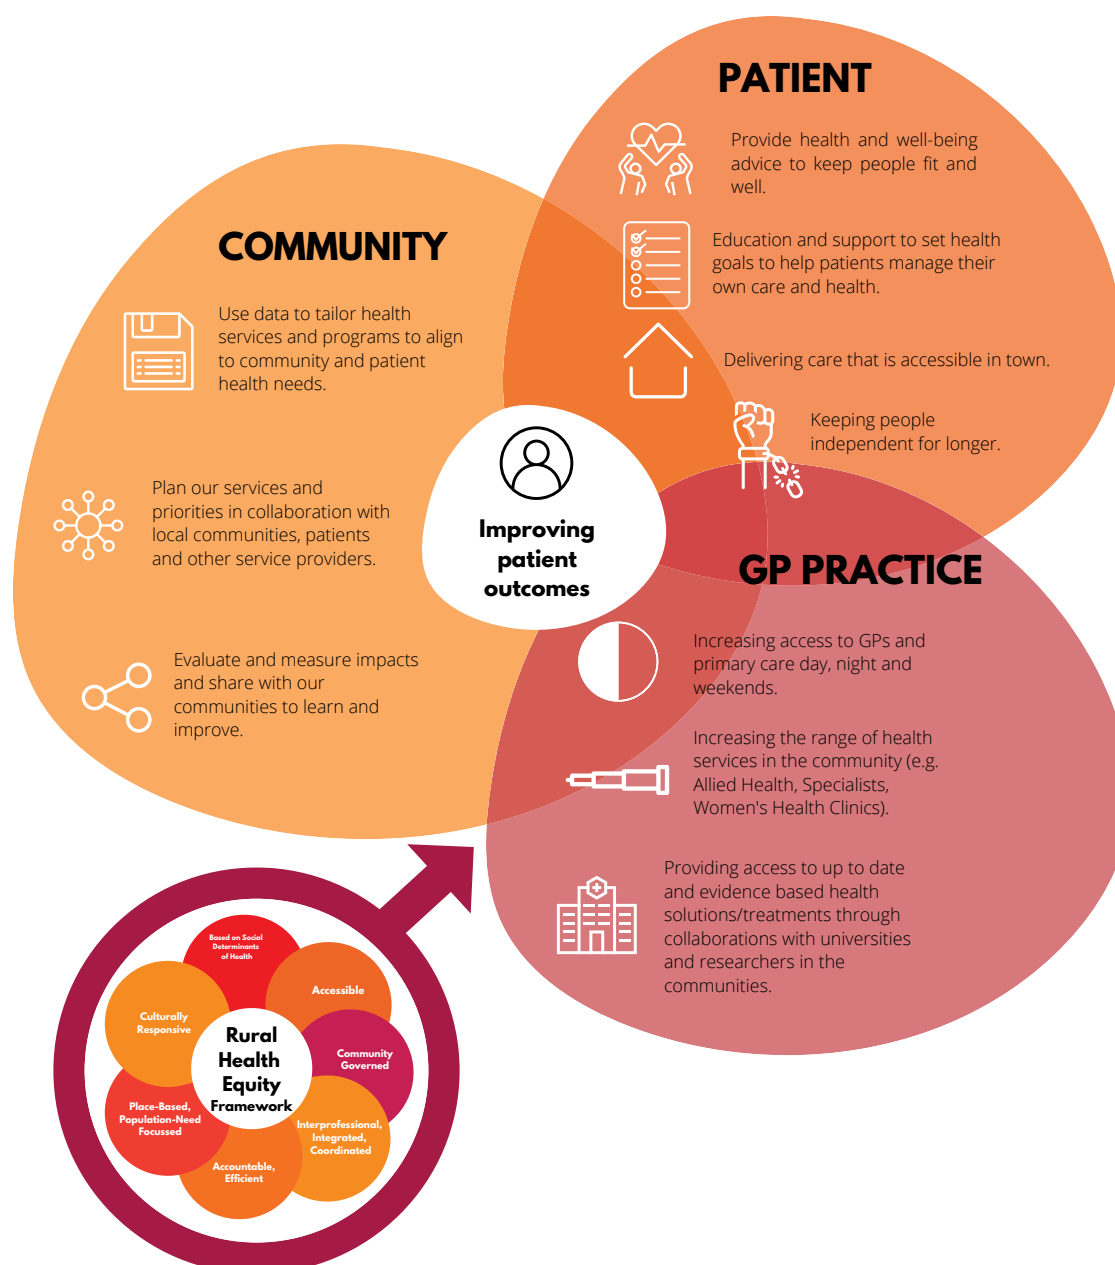 PATIENT
Provide health and well-being
advice to keep people fit and
well.
Education and support to set health
goals to help patients manage their
own care and health.
Delivering care that is accessible in town.
Keeping people
independent for longer.
COMMUNITY
Use data to tailor health
services and programs to align
to community and patient
health needs.
Plan our services and
priorities in collaboration with
local communities, patients
and other service providers.
Evaluate and measure impacts
and share with our
communities to learn and
improve.
Improving
patient
outcomes
GP PRACTICE
Increasing access to GPs and
primary care day, night and
weekends.
Increasing the range of health
services in the community (e.g.
Allied Health, Specialists,
Women's Health Clinics).
Providing access to up to date
and evidence based health
solutions/treatments through
collaborations with universities
and researchers in the
communities.
Rural
Health
Equity
Framework
Based on Social
Determinants
of Health
Accessible
Community
Governed
Interprofessional,
Integrated,
Coordinated
Accountable,
Efficient
Place-Based,
Population-Need
Focussed
Culturally
Responsive